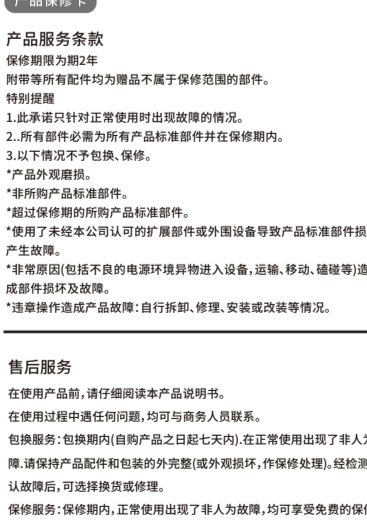 产品保修卡
产品服务条款
保修期限为期2年
附带等所有配件均为赠品不属于保修范围的部件。
特别提醒
1.此承诺只针对正常使用时出现故障的情况。
2..所有部件必需为所有产品标准部件并在保修期内。
3.以下情况不予包换、保修。
*产品外观磨损。
*非所购产品标准部件。
*超过保修期的所购产品标准部件。
*使用了未经本公司认可的扩展部件或外围设备导致产品标准部件损
产生故障。
*非常原因(包括不良的电源环境异物进入设备,运输、移动、磕碰等)造
成部件损坏及故障。
*违章操作造成产品故障:自行拆卸、修理、安装或改装等情况。
售后服务
在使用产品前,请仔细阅读本产品说明书。
在使用过程中遇任何问题,均可与商务人员联系。
包换服务:包换期内(自购产品之日起七天内).在正常使用出现了非人为
障.请保持产品配件和包装的外完整(或外观损坏,作保修处理)。经检测
认故障后,可选择换货或修理。
保修服务:保修期内,正常使用出现了非人为故障,均可享受免费的保修